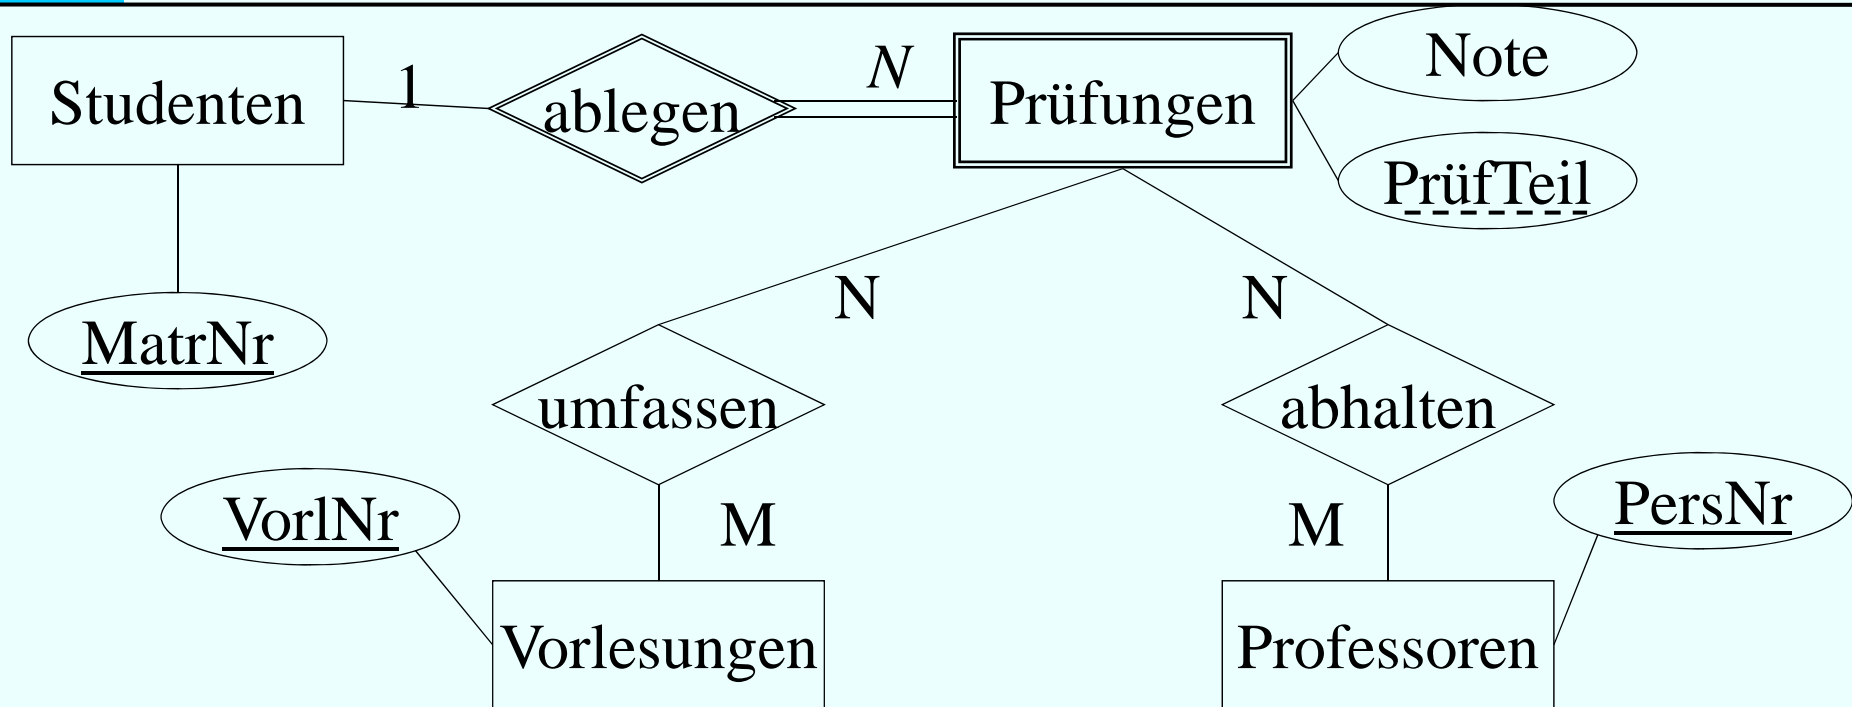 Studenten
1
ablegen
N
Prüfungen
Note
PrüfTeil
MatrNr
N
N
umfassen
abhalten
VorlNr
M
M
PersNr
Vorlesungen
Professoren